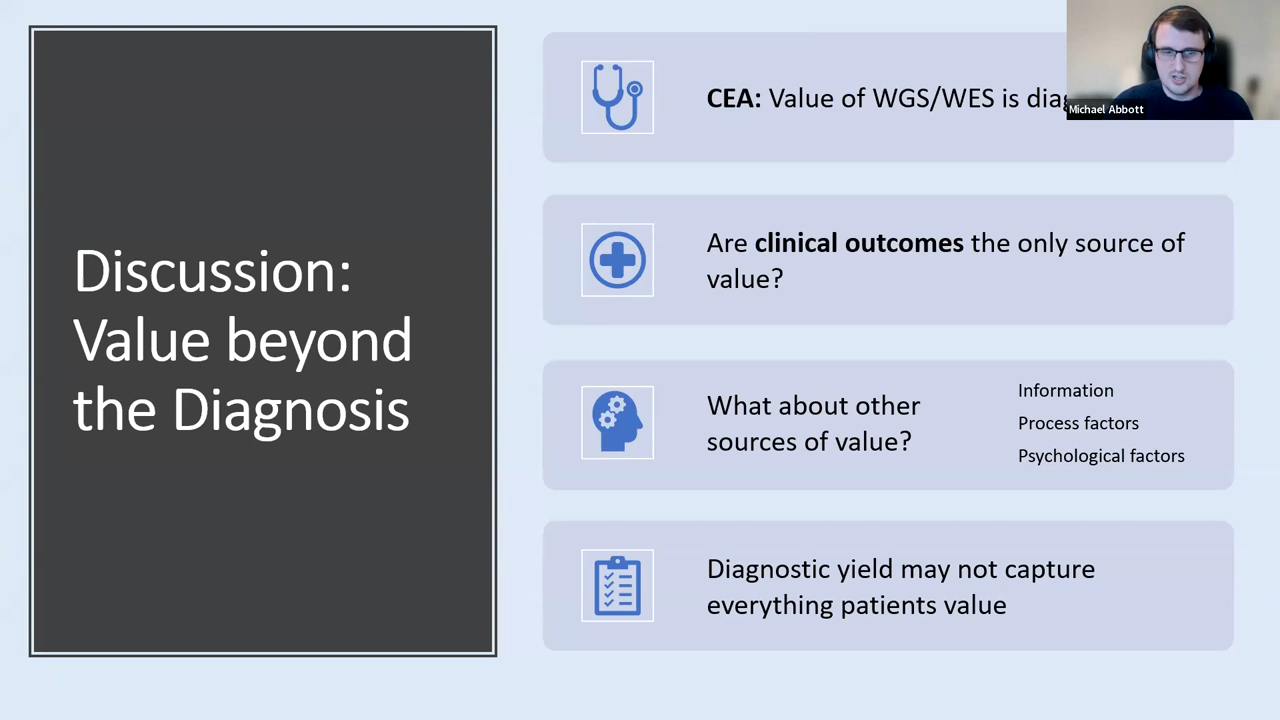 Discussion:
Value beyond
the Diagnosis
CEA: Value of WGS/WES is
Michael Abbott
Are clinical outcomes the only source of
value?
What about other
sources of value?
Information
Process factors
Psychological factors
Diagnostic yield may not capture
everything patients value